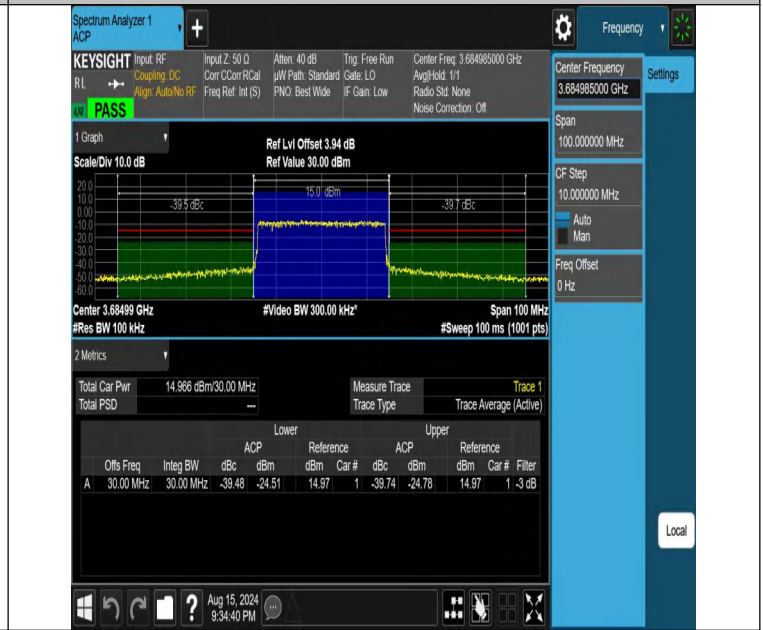 Spectrum Analyzer 1
ACP
+
Frequency
KEYSIGHT Input: RF Input Z: 50 Ω Atten: 40 dB Trig: Free Run Center Freq: 3.684985000 GHz
RL Coupling: DC Corr CCorr RCal µW Path: Standard Gate: LO Avg|Hold: 1/1
Align: Auto/No RF Freq Ref: Int (S) PNO: Best Wide IF Gain: Low Radio Std: None
Noise Correction: Off
PASS
Center Frequency
3.684985000 GHz
Settings
Span
100.000000 MHz
CF Step
10.000000 MHz
Auto
Man
Freq Offset
0 Hz
Local
1 Graph
Ref Lvl Offset 3.94 dB
Scale/Div 10.0 dB Ref Value 30.00 dBm
20.0
10.0
0.00
-10.0
-20.0
-30.0
-40.0
-50.0
-60.0
-39.5 dBc
15.0 dBm
-39.7 dBc
Center 3.68499 GHz #Video BW 300.00 kHz* Span 100 MHz
#Res BW 100 kHz #Sweep 100 ms (1001 pts)
2 Metrics
Total Car Pwr 14.966 dBm/30.00 MHz Measure Trace Trace 1
Total PSD --- Trace Type Trace Average (Active)
Lower Upper
ACP Reference ACP Reference
Offs Freq Integ BW dBc dBm dBm Car # dBc dBm dBm Car # Filter
A 30.00 MHz 30.00 MHz -39.48 -24.51 14.97 1 -39.74 -24.78 14.97 1 -3 dB
?
Aug 15, 2024
9:34:40 PM